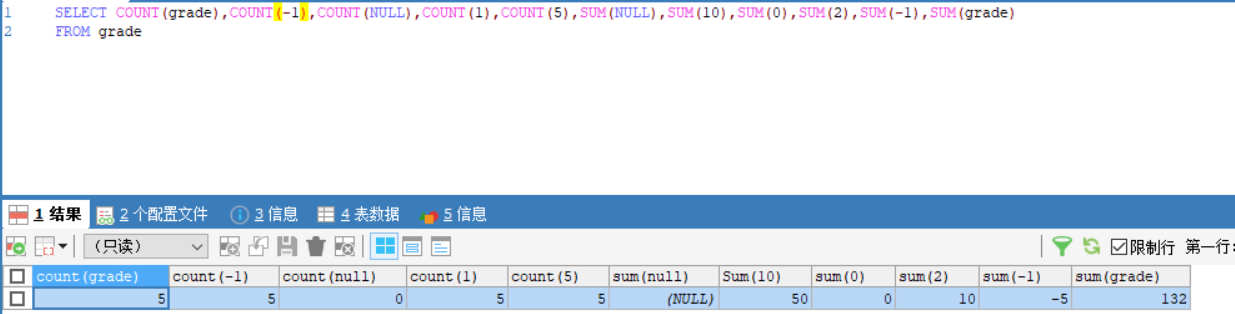 1 SELECT COUNT(grade),COUNT(-1),COUNT(NULL),COUNT(1),COUNT(5),SUM(NULL),SUM(10),SUM(0),SUM(2),SUM(-1),SUM(grade)
2 FROM grade
1 结果 2 个配置文件 3 信息 4 表数据 5 信息
(只读) 限制行 第一行:
count(grade) count(-1) count(null) count(1) count(5) sum(null) Sum(10) sum(0) sum(2) sum(-1) sum(grade)
5 5 0 5 5 (NULL) 50 0 10 -5 132